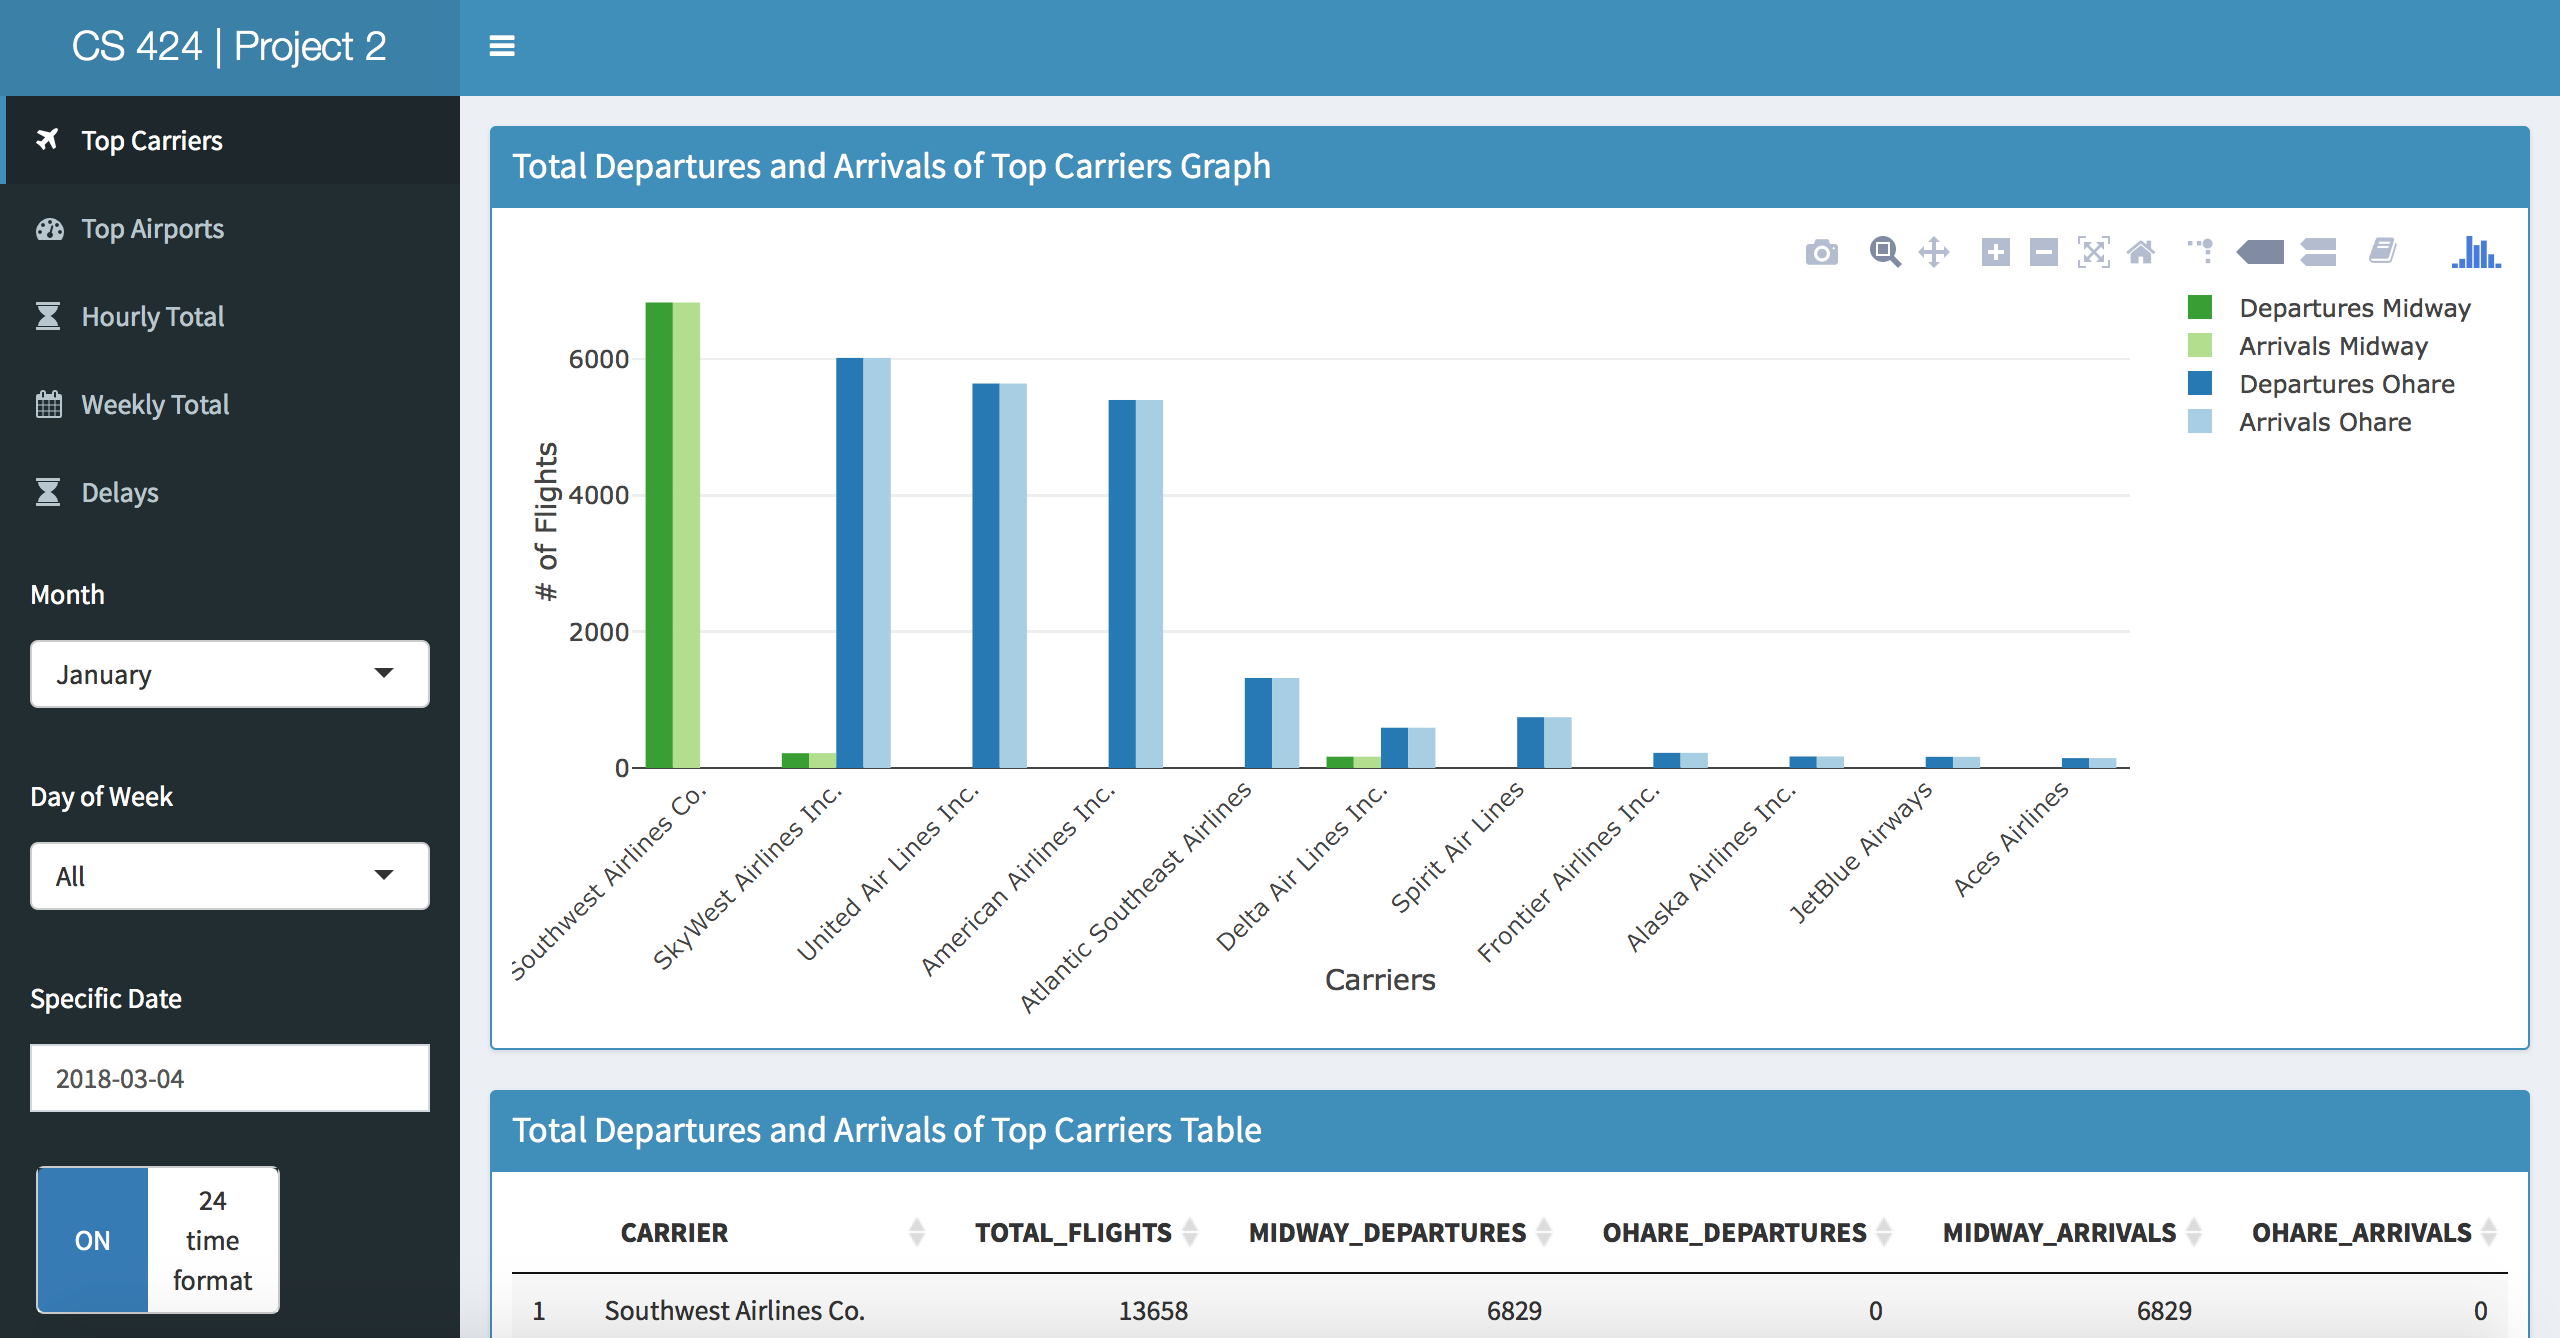 CS 424 | Project 2
Top Carriers
Top Airports
Hourly Total
Weekly Total
Delays
Month
January
Day of Week
All
Specific Date
2018-03-04
ON
24
time
format
Total Departures and Arrivals of Top Carriers Graph
Departures Midway
Arrivals Midway
Departures Ohare
Arrivals Ohare
# of Flights
6000
4000
2000
0
Southwest Airlines Co.
SkyWest Airlines Inc.
United Air Lines Inc.
American Airlines Inc.
Atlantic Southeast Airlines
Delta Air Lines Inc.
Spirit Air Lines
Frontier Airlines Inc.
Alaska Airlines Inc.
JetBlue Airways
Aces Airlines
Carriers
Total Departures and Arrivals of Top Carriers Table
CARRIER TOTAL_FLIGHTS MIDWAY_DEPARTURES OHARE_DEPARTURES MIDWAY_ARRIVALS OHARE_ARRIVALS
1 Southwest Airlines Co. 13658 6829 0 6829 0